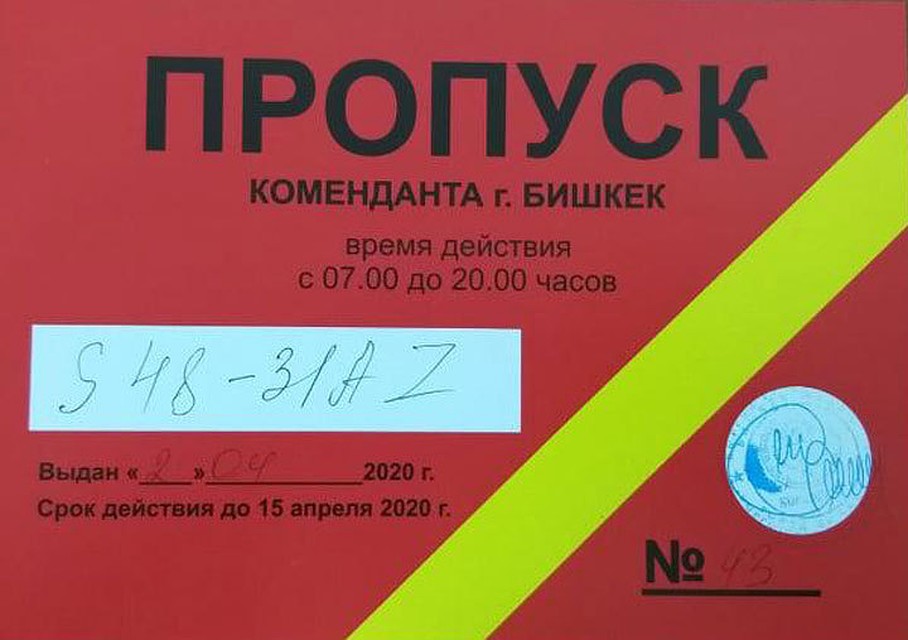 ПРОПУСК
КОМЕНДАНТА г. БИШКЕК
время действия
с 07.00 до 20.00 часов
S 48-31AZ
Выдан «2» 04 2020 г.
Срок действия до 15 апреля 2020 г.
№ 43